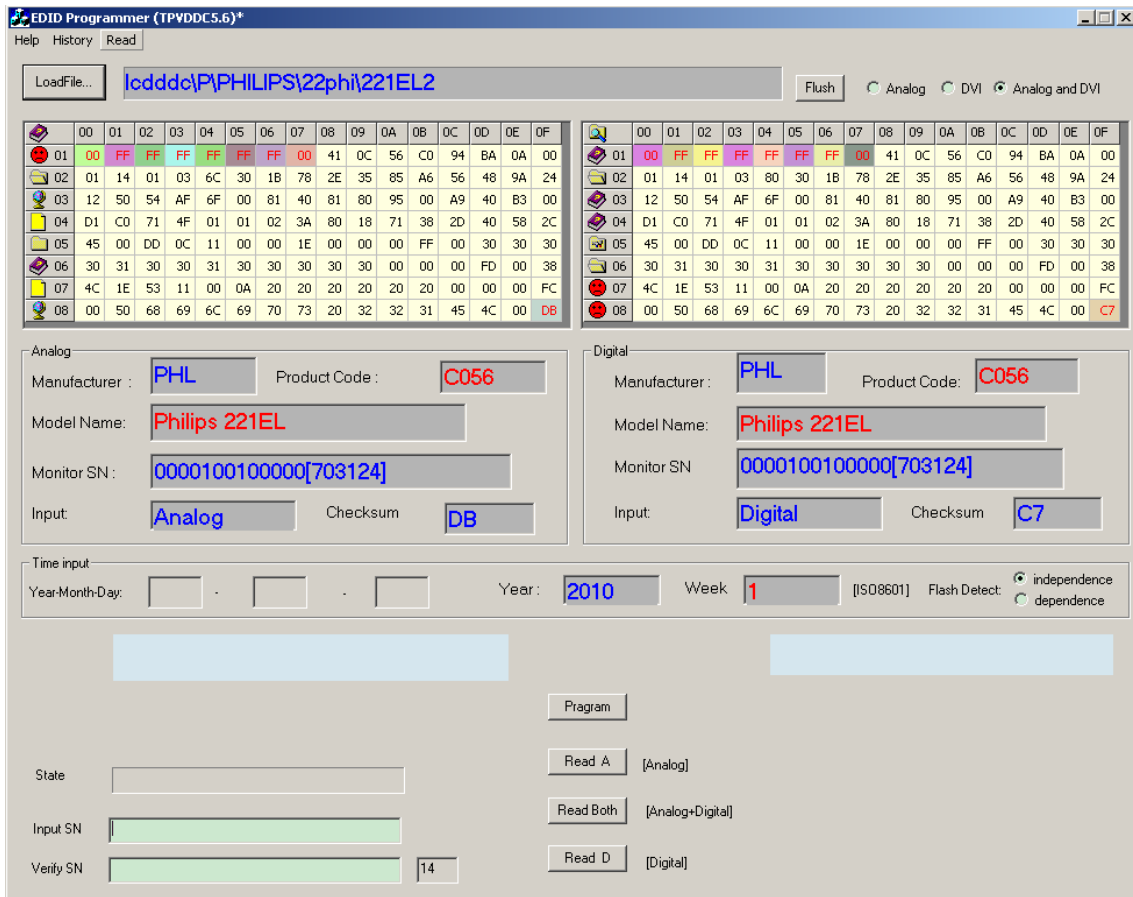 EDID Programmer (TPVDDC5.6)*
Help History Read
LoadFile... lcdddc\P\PHILIPS\22phi\221EL2 Flush Analog DVI Analog and DVI
00 01 02 03 04 05 06 07 08 09 0A 0B 0C 0D 0E 0F
01 00 FF FF FF FF FF FF 00 41 0C 56 C0 94 BA 0A 00
02 01 14 01 03 6C 30 1B 78 2E 35 85 A6 56 48 9A 24
03 12 50 54 AF 6F 00 81 40 81 80 95 00 A9 40 B3 00
04 D1 C0 71 4F 01 01 02 3A 80 18 71 38 2D 40 58 2C
05 45 00 DD 0C 11 00 00 1E 00 00 00 FF 00 30 30 30
06 30 31 30 30 31 30 30 30 30 30 00 00 00 FD 00 38
07 4C 1E 53 11 00 0A 20 20 20 20 20 20 00 00 00 FC
08 00 50 68 69 6C 69 70 73 20 32 32 31 45 4C 00 DB
00 01 02 03 04 05 06 07 08 09 0A 0B 0C 0D 0E 0F
01 00 FF FF FF FF FF FF 00 41 0C 56 C0 94 BA 0A 00
02 01 14 01 03 80 30 1B 78 2E 35 85 A6 56 48 9A 24
03 12 50 54 AF 6F 00 81 40 81 80 95 00 A9 40 B3 00
04 D1 C0 71 4F 01 01 02 3A 80 18 71 38 2D 40 58 2C
05 45 00 DD 0C 11 00 00 1E 00 00 00 FF 00 30 30 30
06 30 31 30 30 31 30 30 30 30 30 00 00 00 FD 00 38
07 4C 1E 53 11 00 0A 20 20 20 20 20 20 00 00 00 FC
08 00 50 68 69 6C 69 70 73 20 32 32 31 45 4C 00 C7
Analog
Manufacturer : PHL Product Code : C056
Model Name: Philips 221EL
Monitor SN : 0000100100000[703124]
Input: Analog Checksum DB
Digital
Manufacturer : PHL Product Code: C056
Model Name: Philips 221EL
Monitor SN 0000100100000[703124]
Input: Digital Checksum C7
Time input
Year-Month-Day: - - Year : 2010 Week 1 [ISO8601] Flash Detect: independence
dependence
Pragram
Read A [Analog]
State
Read Both [Analog+Digital]
Input SN
Read D [Digital]
Verify SN 14